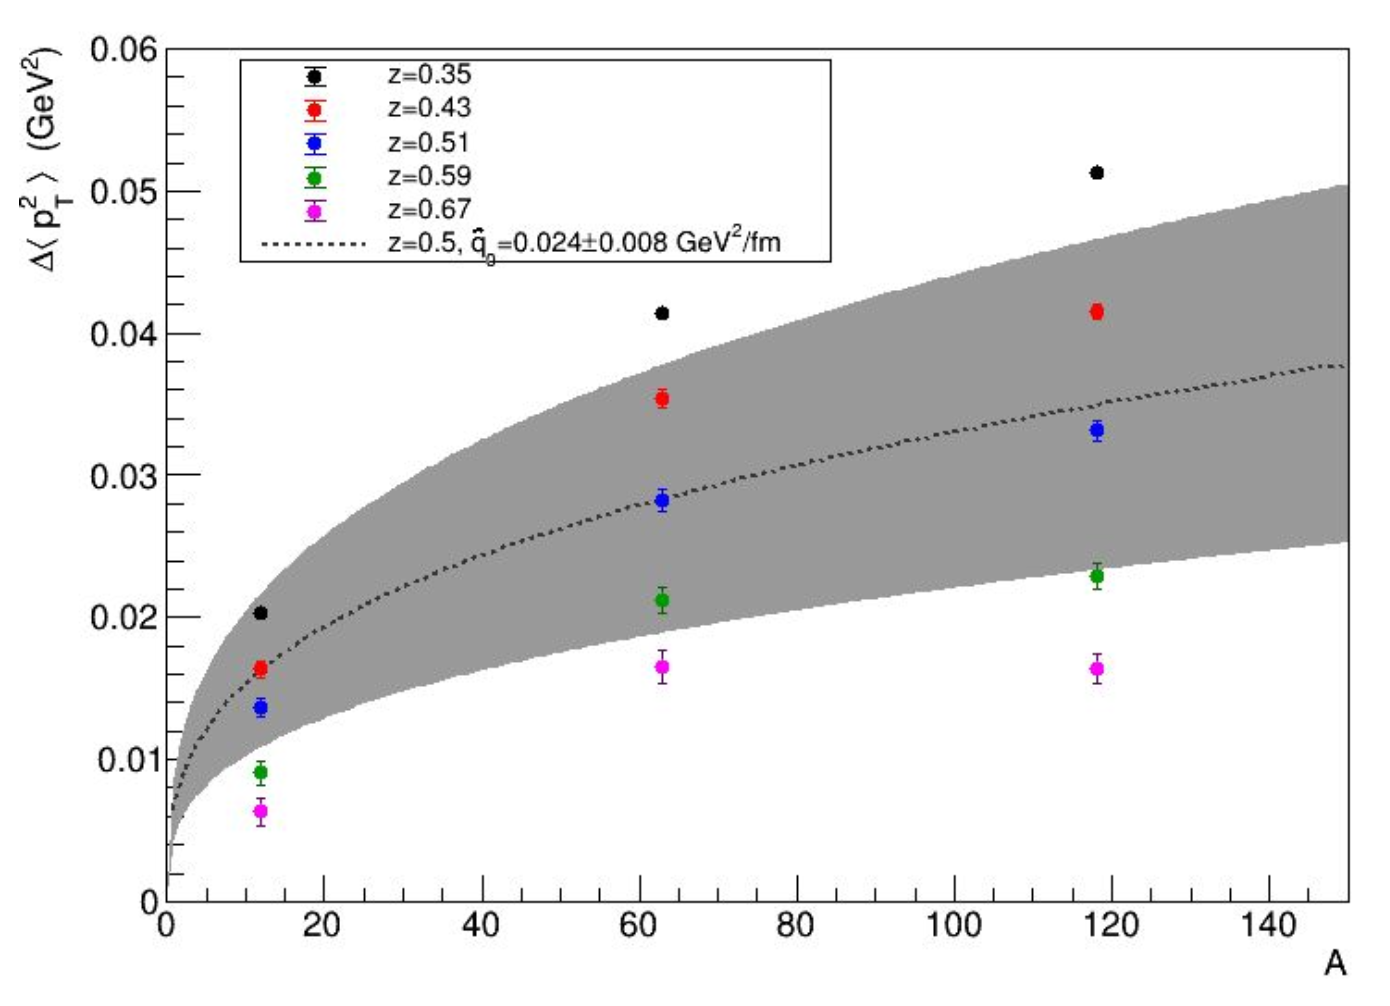 Δ⟨ p_T^2 ⟩ (GeV^2)
0.06
0.05
0.04
0.03
0.02
0.01
0
z=0.35
z=0.43
z=0.51
z=0.59
z=0.67
z=0.5, q̂_0=0.024±0.008 GeV^2/fm
0 20 40 60 80 100 120 140
A